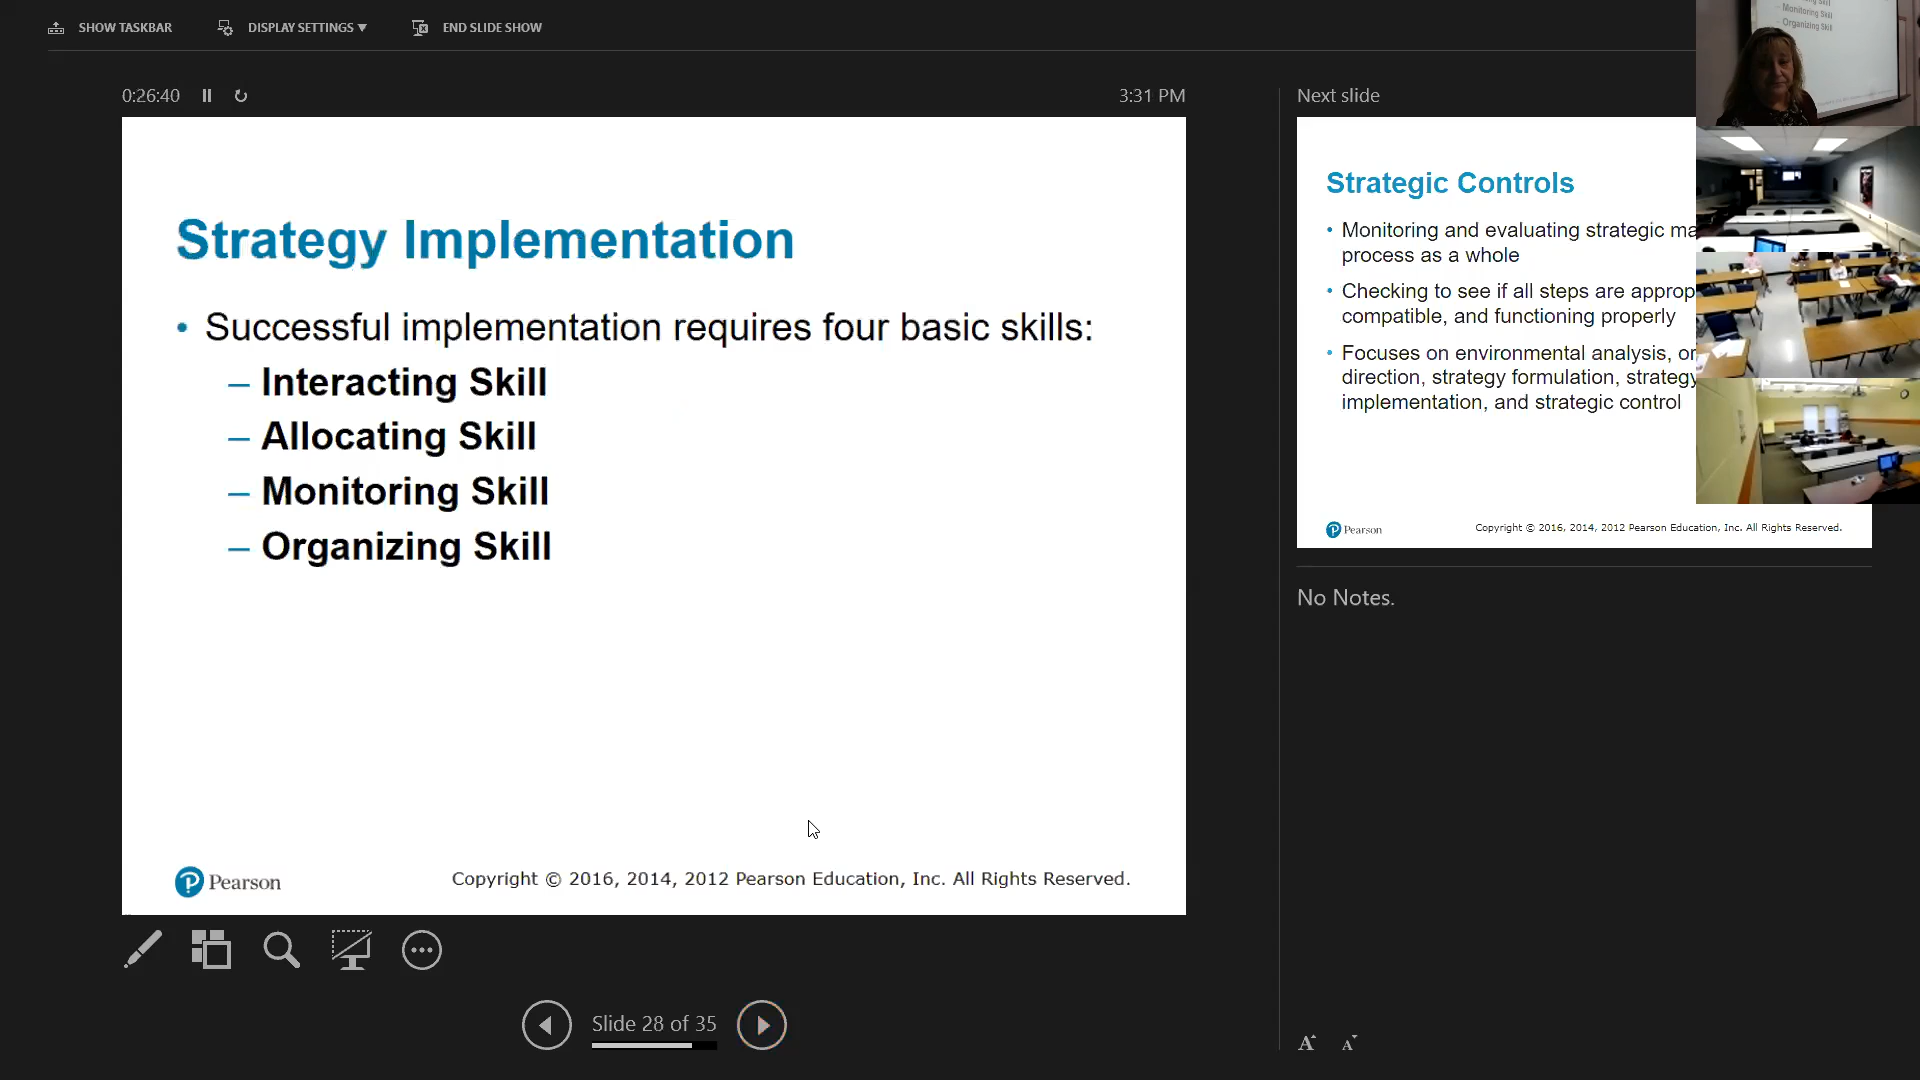 SHOW TASKBAR
DISPLAY SETTINGS
END SLIDE SHOW
0:26:40
3:31 PM
Strategy Implementation
• Successful implementation requires four basic skills:
– Interacting Skill
– Allocating Skill
– Monitoring Skill
– Organizing Skill
Pearson
Copyright © 2016, 2014, 2012 Pearson Education, Inc. All Rights Reserved.
Slide 28 of 35
Next slide
Strategic Controls
• Monitoring and evaluating strategic ma
process as a whole
• Checking to see if all steps are approp
compatible, and functioning properly
• Focuses on environmental analysis, or
direction, strategy formulation, strategy
implementation, and strategic control
Pearson
Copyright © 2016, 2014, 2012 Pearson Education, Inc. All Rights Reserved.
No Notes.
A A
Monitoring Skill
Organizing Skill